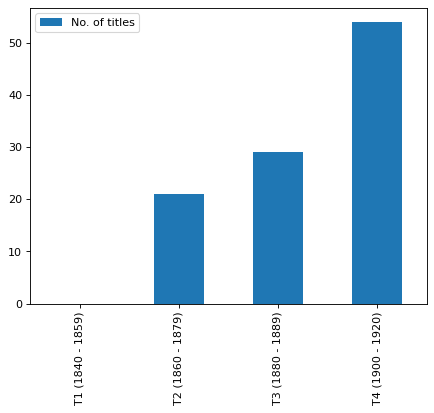 No. of titles
50
40
30
20
10
0
T1 (1840 - 1859)
T2 (1860 - 1879)
T3 (1880 - 1889)
T4 (1900 - 1920)